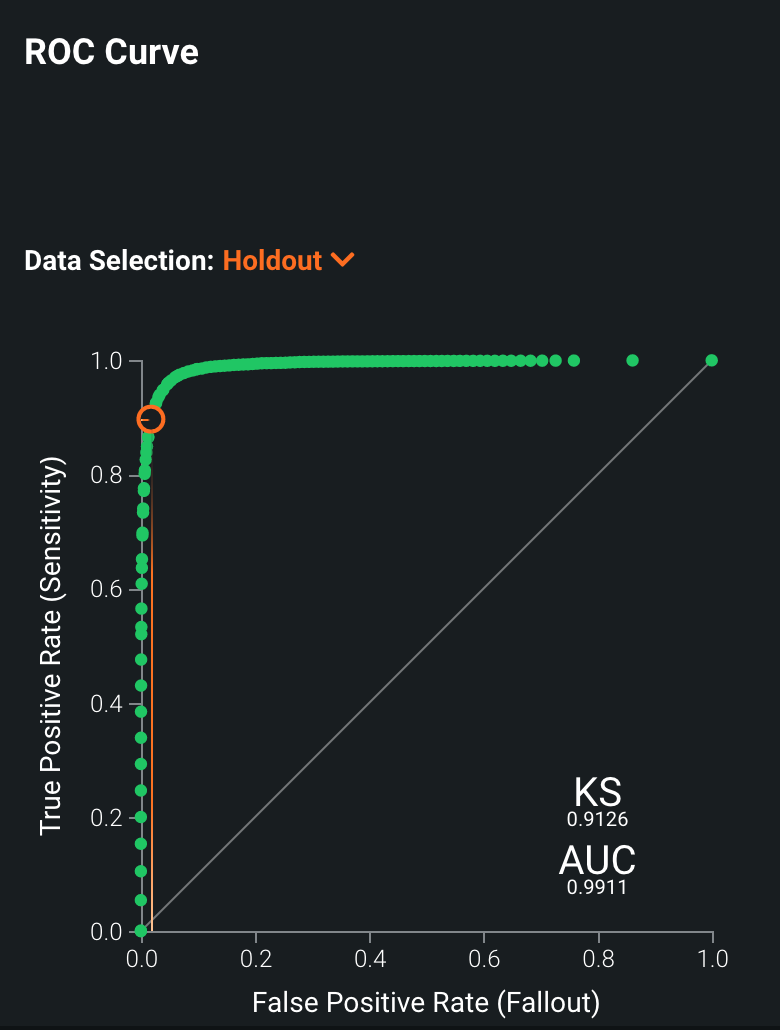 ROC Curve
Data Selection: Holdout
1.0
0.8
0.6
0.4
0.2
0.0
True Positive Rate (Sensitivity)
KS
0.9126
AUC
0.9911
0.0 0.2 0.4 0.6 0.8 1.0
False Positive Rate (Fallout)